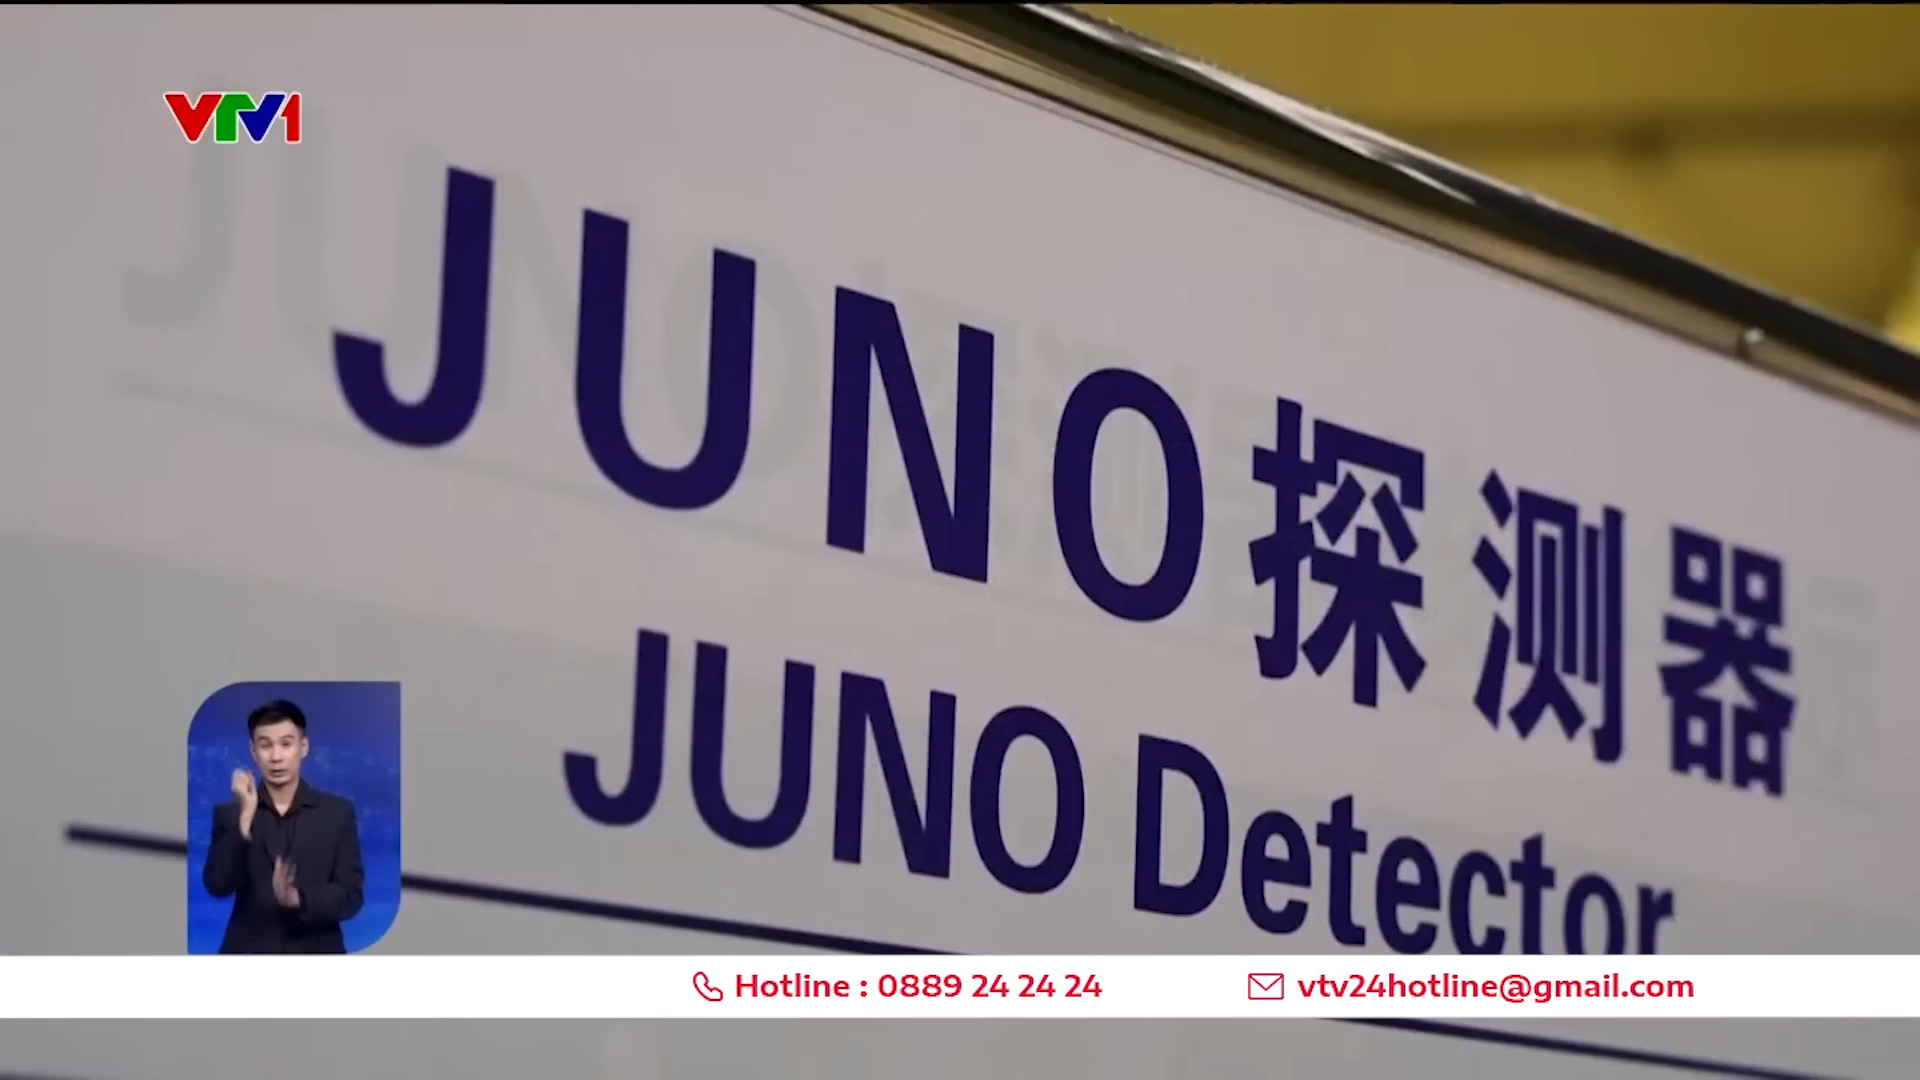 VTV1
JUNO探测器
JUNO Detector
Hotline : 0889 24 24 24
vtv24hotline@gmail.com